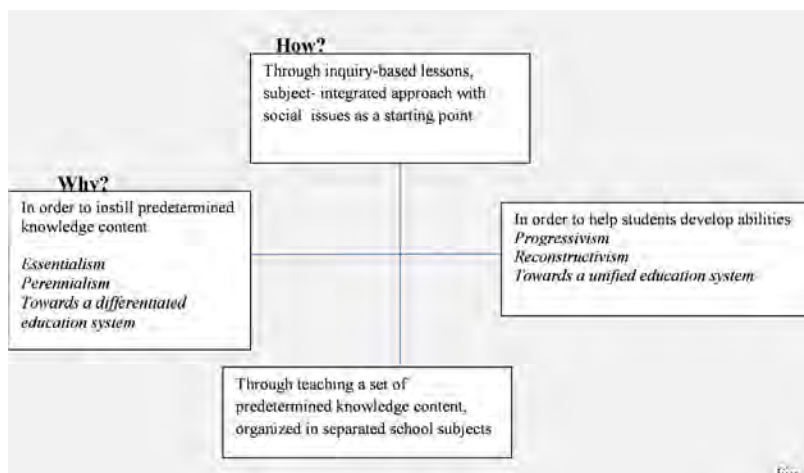 How?
Through inquiry-based lessons,
subject- integrated approach with
social issues as a starting point
Why?
In order to instill predetermined
knowledge content
Essentialism
Perennialism
Towards a differentiated
education system
In order to help students develop abilities
Progressivism
Reconstructivism
Towards a unified education system
Through teaching a set of
predetermined knowledge content,
organized in separated school subjects